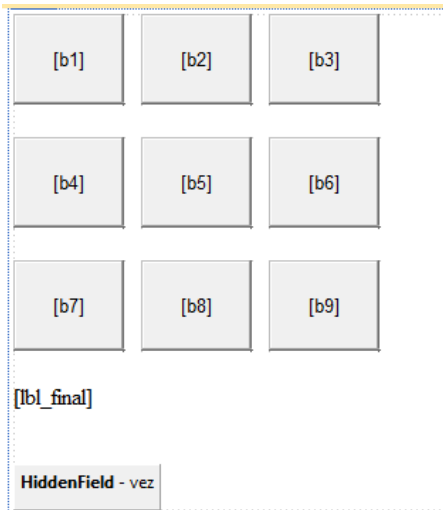 [b1] [b2] [b3]
[b4] [b5] [b6]
[b7] [b8] [b9]
[lbl_final]
HiddenField - vez